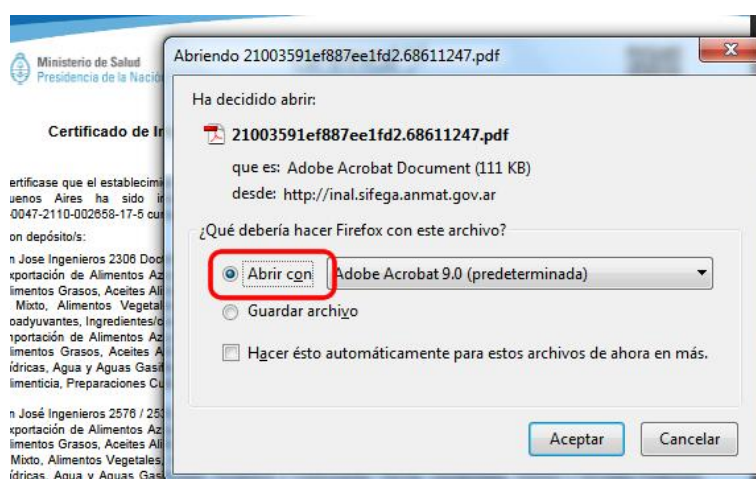 Ministerio de Salud
Presidencia de la Nació
Certificado de In
ertifícase que el establecimi
uenos Aires ha sido in
-0047-2110-002658-17-5 cur
on depósito/s:
n Jose Ingenieros 2306 Doct
xportación de Alimentos Az
limentos Grasos, Aceites Ali
Mixto, Alimentos Vegetal
oadyuvantes, Ingredientes/c
nportación de Alimentos Az
limentos Grasos, Aceites A
ídricas, Agua y Aguas Gasif
limenticia, Preparaciones Cu
n José Ingenieros 2576 / 253
xportación de Alimentos Az
limentos Grasos, Aceites Ali
Mixto, Alimentos Vegetales,
ídricas, Agua y Aguas Gasi
Abriendo 21003591ef887ee1fd2.68611247.pdf
Ha decidido abrir:
21003591ef887ee1fd2.68611247.pdf
que es: Adobe Acrobat Document (111 KB)
desde: http://inal.sifega.anmat.gov.ar
¿Qué debería hacer Firefox con este archivo?
Abrir con Adobe Acrobat 9.0 (predeterminada)
Guardar archivo
Hacer ésto automáticamente para estos archivos de ahora en más.
Aceptar Cancelar